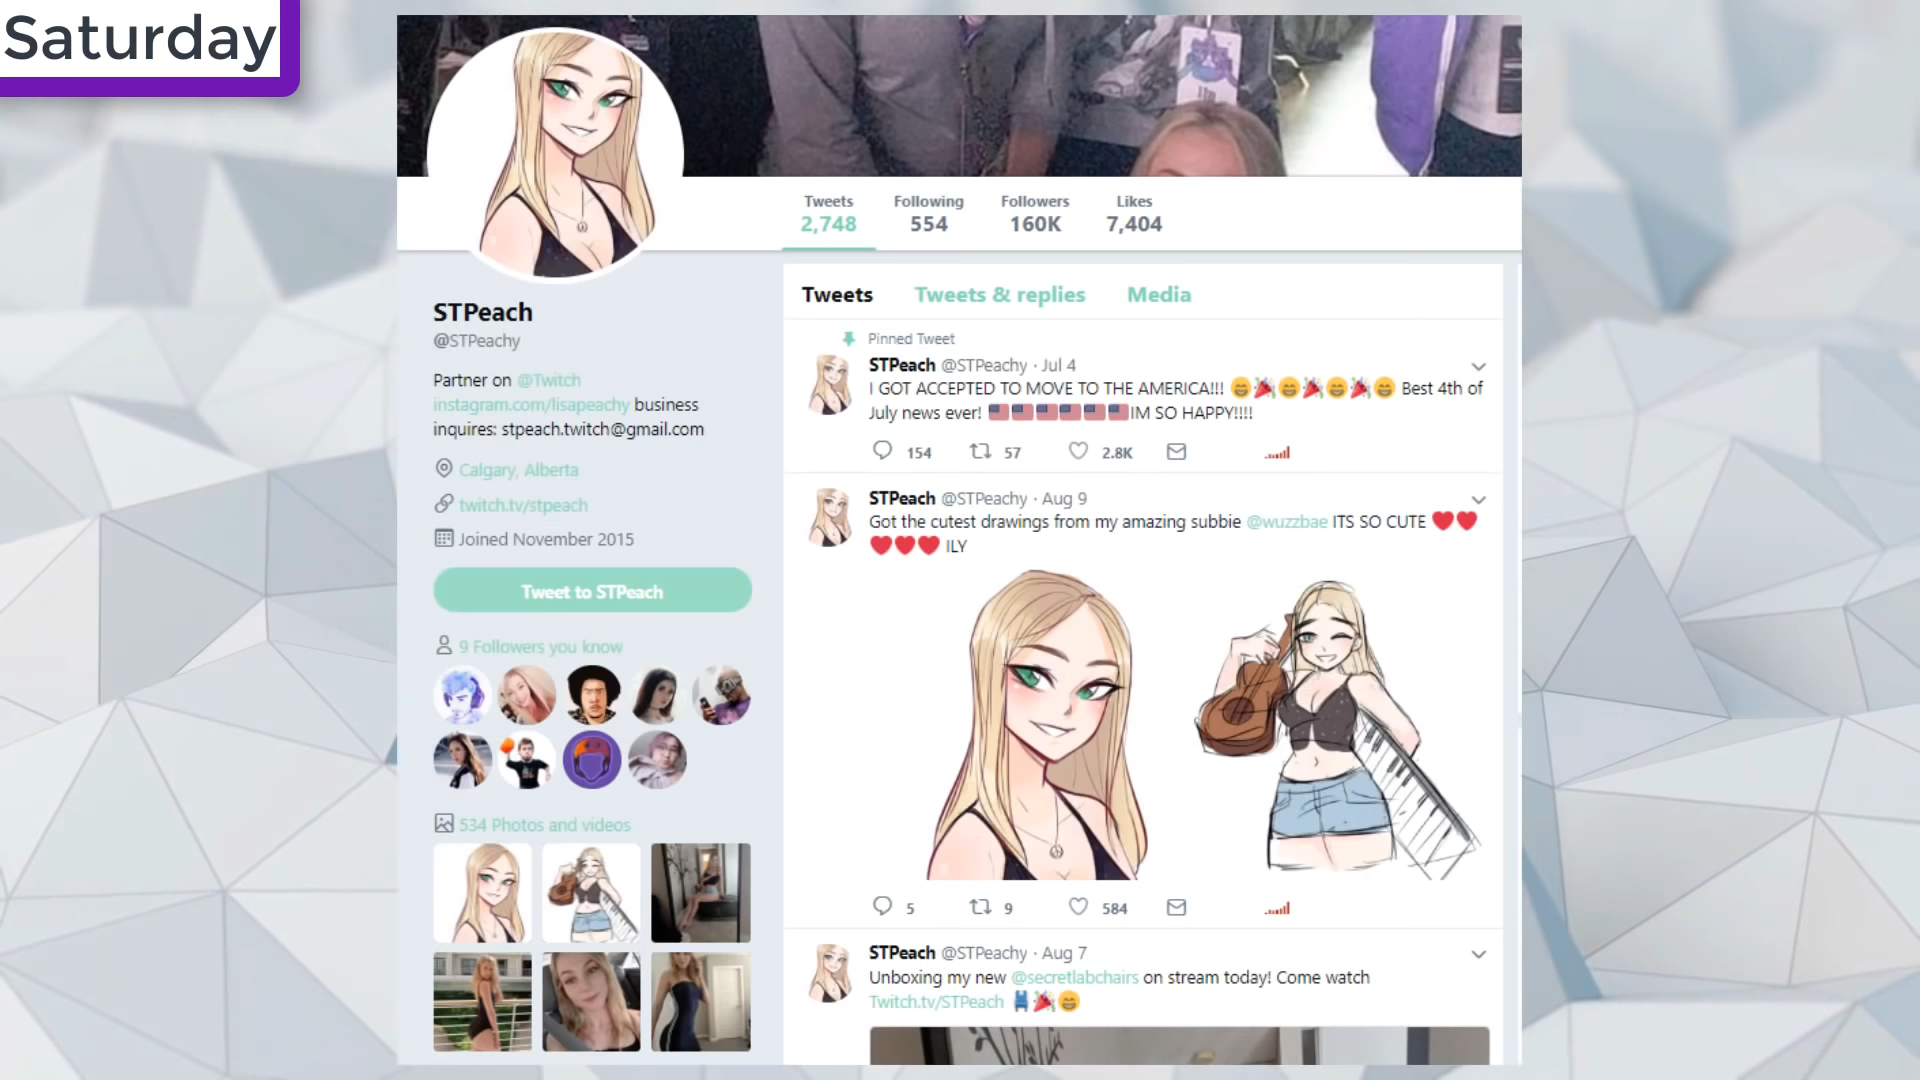 Saturday
Tweets Following Followers Likes
2,748 554 160K 7,404
STPeach
@STPeachy
Partner on @Twitch
instagram.com/lisapeachy business
inquires: stpeach.twitch@gmail.com
Calgary, Alberta
twitch.tv/stpeach
Joined November 2015
Tweet to STPeach
9 Followers you know
534 Photos and videos
Tweets Tweets & replies Media
Pinned Tweet
STPeach @STPeachy · Jul 4
I GOT ACCEPTED TO MOVE TO THE AMERICA!!! 😄🎉😄🎉😄🎉😄 Best 4th of
July news ever! 🇺🇸🇺🇸🇺🇸🇺🇸🇺🇸🇺🇸IM SO HAPPY!!!!
154 57 2.8K
STPeach @STPeachy · Aug 9
Got the cutest drawings from my amazing subbie @wuzzbae ITS SO CUTE ❤❤
❤❤❤ ILY
5 9 584
STPeach @STPeachy · Aug 7
Unboxing my new @secretlabchairs on stream today! Come watch
Twitch.tv/STPeach 💺🎉😄